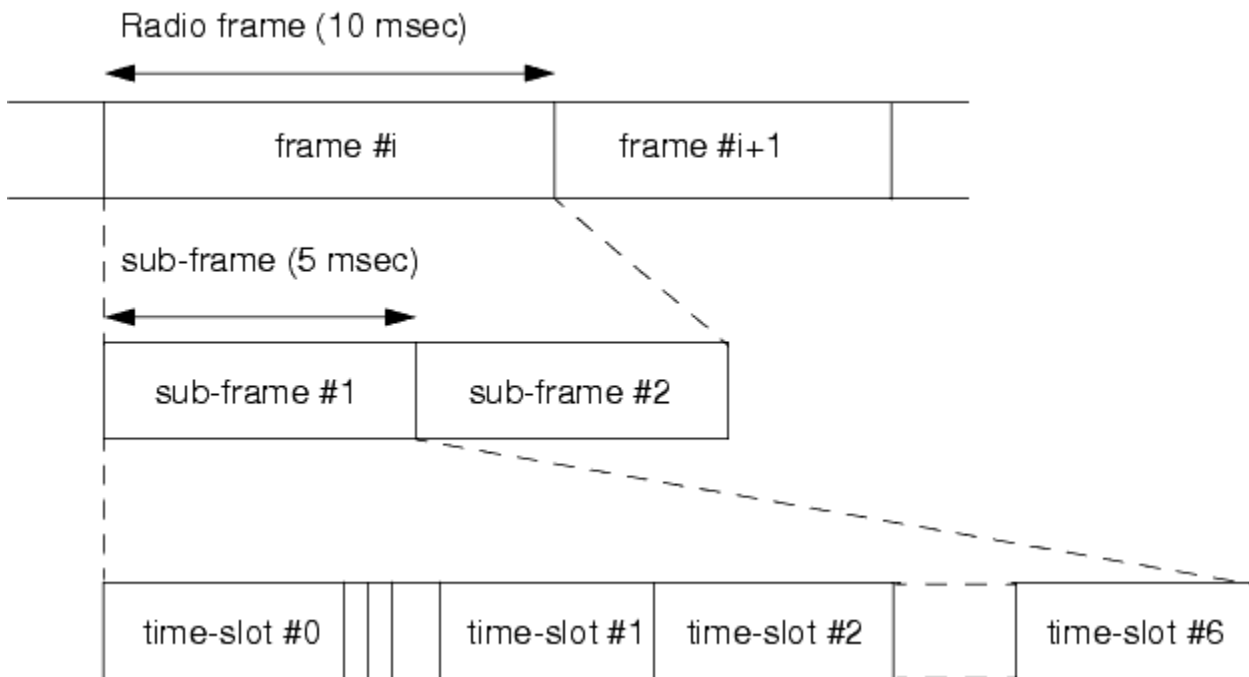 Radio frame (10 msec)
frame #i
frame #i+1
sub-frame (5 msec)
sub-frame #1
sub-frame #2
time-slot #0
time-slot #1
time-slot #2
time-slot #6